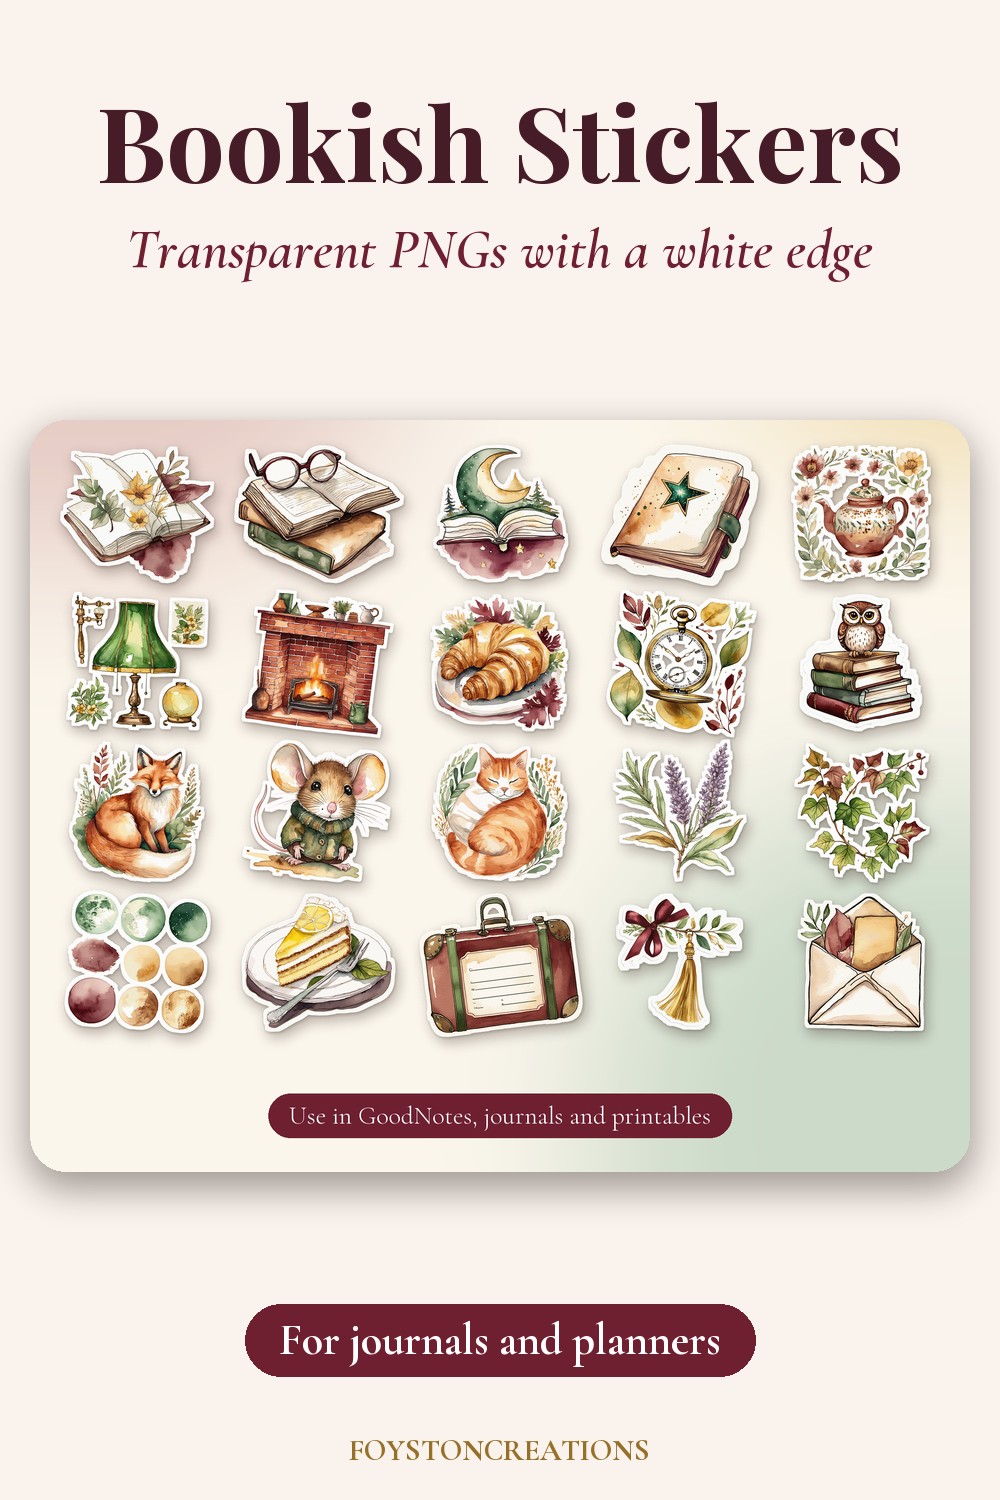 Bookish Stickers
Transparent PNGs with a white edge
Use in GoodNotes, journals and printables
For journals and planners
FOYSTONCREATIONS